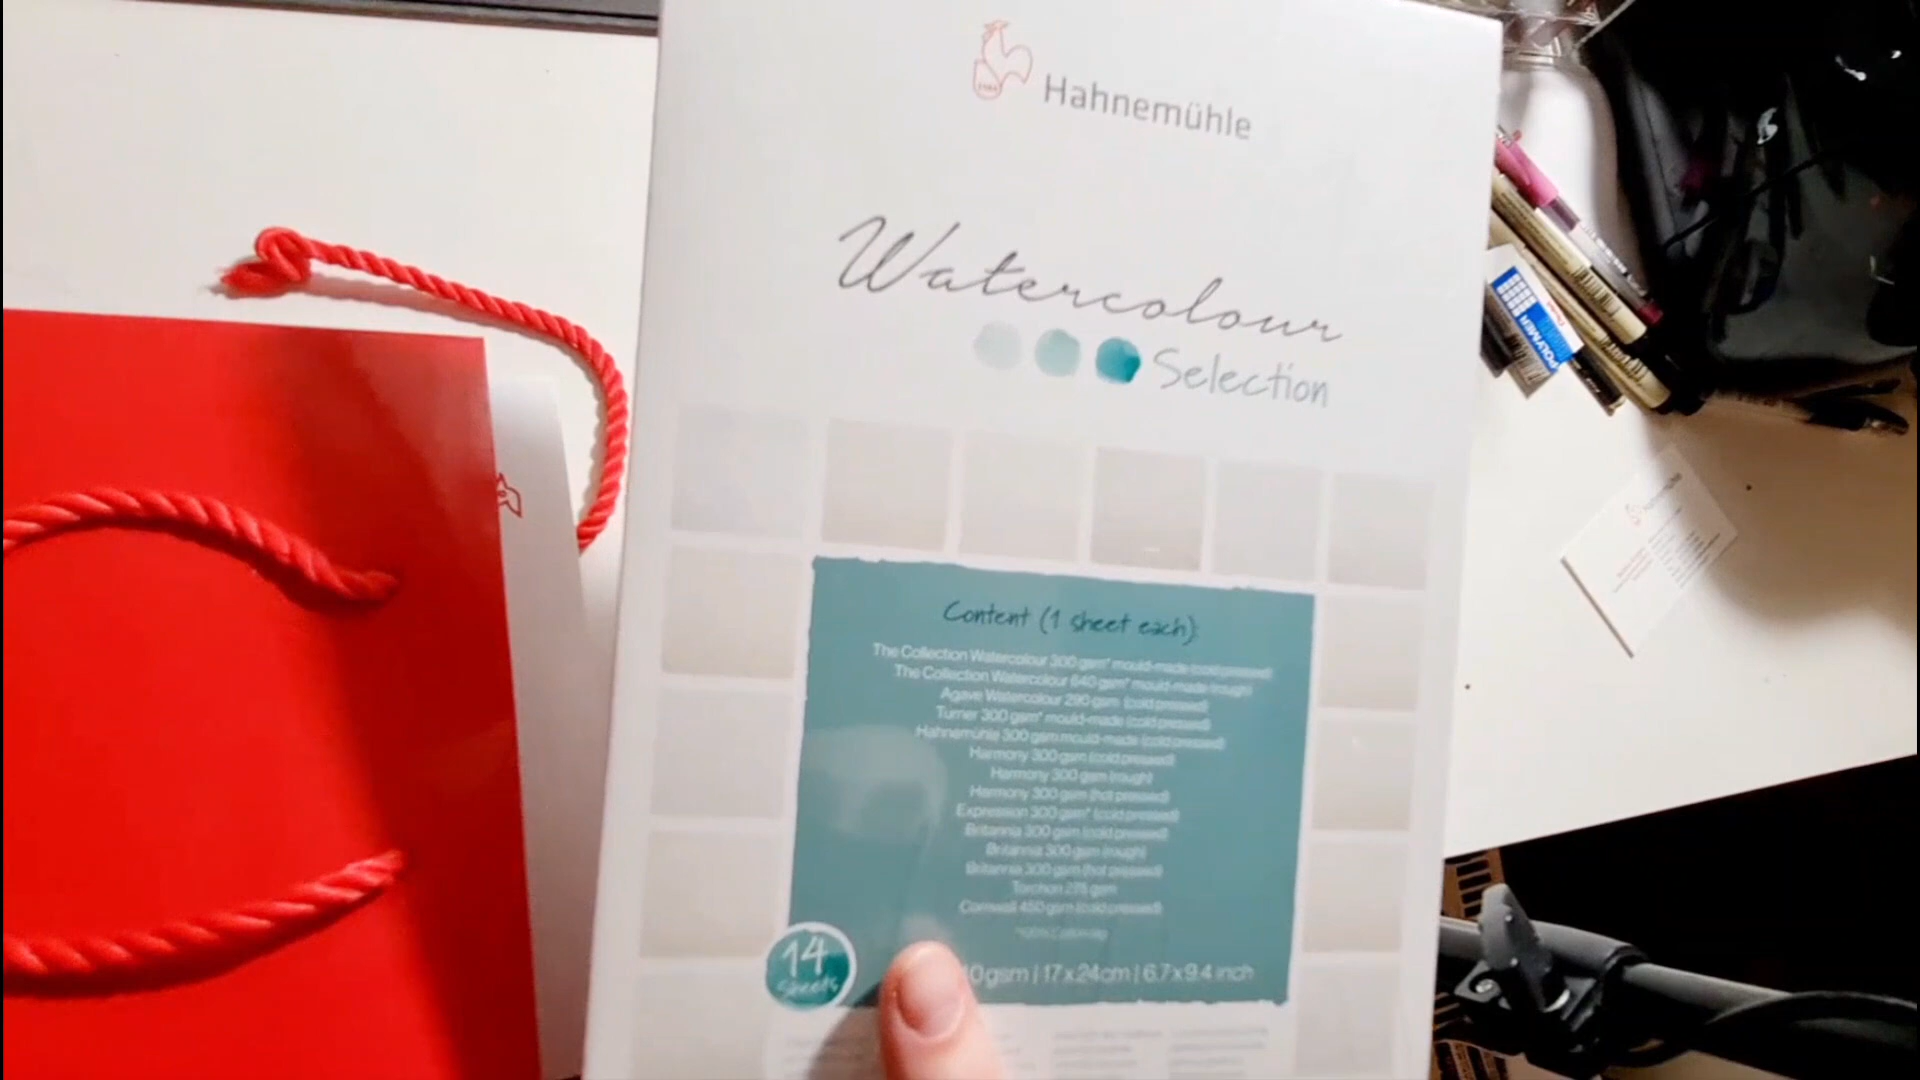 Hahnemühle
Watercolour
Selection
Content (1 sheet each):
The Collection Watercolour 300 gsm* mould-made (cold pressed)
The Collection Watercolour 640 gsm* mould-made (rough)
Agave Watercolour 290 gsm (cold pressed)
Turner 300 gsm* mould-made (cold pressed)
Hahnemühle 300 gsm mould-made (cold pressed)
Harmony 300 gsm (cold pressed)
Harmony 300 gsm (rough)
Harmony 300 gsm (hot pressed)
Expression 300 gsm* (cold pressed)
Britannia 300 gsm (cold pressed)
Britannia 300 gsm (rough)
Britannia 300 gsm (hot pressed)
Torchon 275 gsm
Cornwall 450 gsm (cold pressed)
14
Sheets
0 gsm | 17 x 24 cm | 6.7 x 9.4 inch
POLYMER